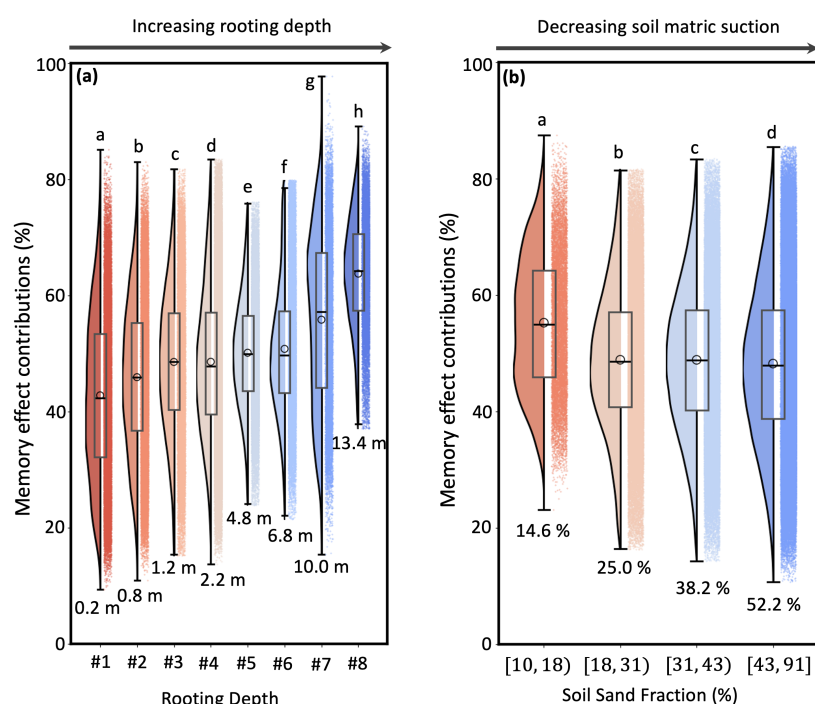 Increasing rooting depth
(a)
Memory effect contributions (%)
100
80
60
40
20
0
a
b
c
d
e
f
g
h
0.2 m
0.8 m
1.2 m
2.2 m
4.8 m
6.8 m
10.0 m
13.4 m
#1 #2 #3 #4 #5 #6 #7 #8
Rooting Depth
Decreasing soil matric suction
(b)
Memory effect contributions (%)
100
80
60
40
20
0
a
b
c
d
14.6 %
25.0 %
38.2 %
52.2 %
[10, 18) [18, 31) [31, 43) [43, 91]
Soil Sand Fraction (%)